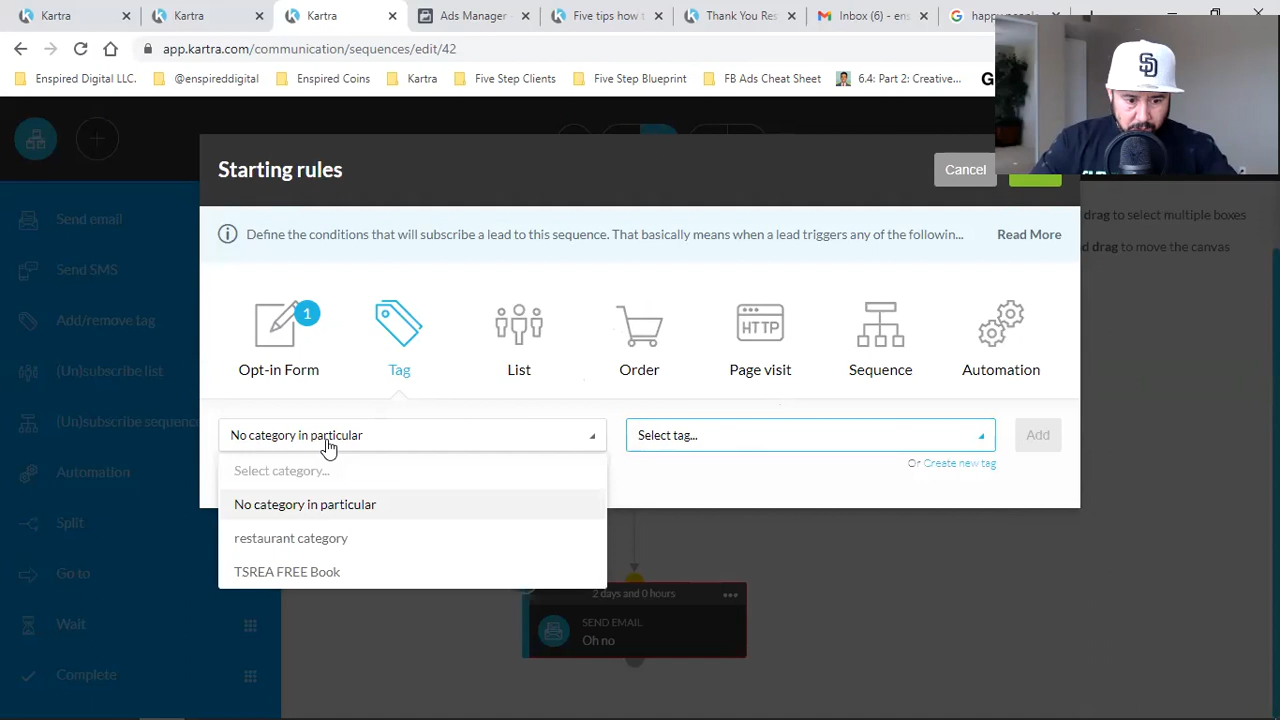 Kartra
Kartra
Kartra
Ads Manager -
Five tips how t
Thank You Res
Inbox (6) - ens
app.kartra.com/communication/sequences/edit/42
Enspired Digital LLC.
@enspireddigital
Enspired Coins
Kartra
Five Step Clients
Five Step Blueprint
FB Ads Cheat Sheet
6.4: Part 2: Creative...
SD
Starting rules
Cancel
Define the conditions that will subscribe a lead to this sequence. That basically means when a lead triggers any of the followin...
Read More
drag to select multiple boxes
d drag to move the canvas
Send email
Send SMS
Add/remove tag
(Un)subscribe list
(Un)subscribe sequenc
Automation
Split
Go to
Wait
Complete
1
HTTP
Opt-in Form
Tag
List
Order
Page visit
Sequence
Automation
No category in particular
Select tag...
Add
Or Create new tag
Select category...
No category in particular
restaurant category
TSREA FREE Book
2 days and 0 hours
SEND EMAIL
Oh no